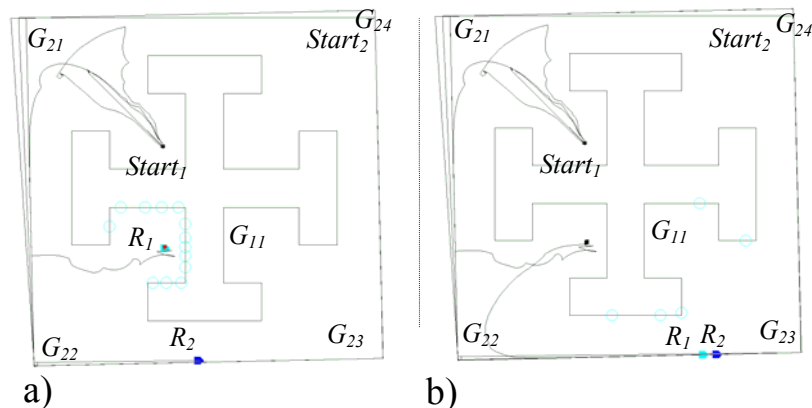 G21 Start2 G24
Start1
R1 G11
G22 R2 G23
a)
G21 Start2 G24
Start1
G11
G22 R1 R2 G23
b)